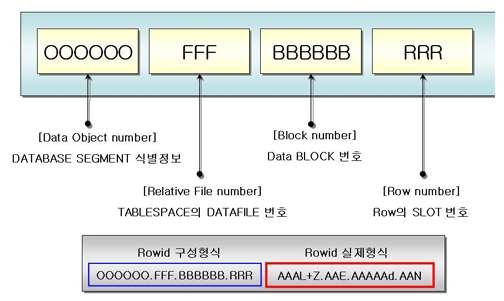 OOOOOO FFF BBBBBB RRR
[Data Object number]
DATABASE SEGMENT 식별정보
[Block number]
Data BLOCK 번호
[Relative File number]
TABLESPACE의 DATAFILE 번호
[Row number]
Row의 SLOT 번호
Rowid 구성형식 Rowid 실제형식
OOOOOO.FFF.BBBBBB.RRR AAAL+Z.AAE.AAAAAd.AAN